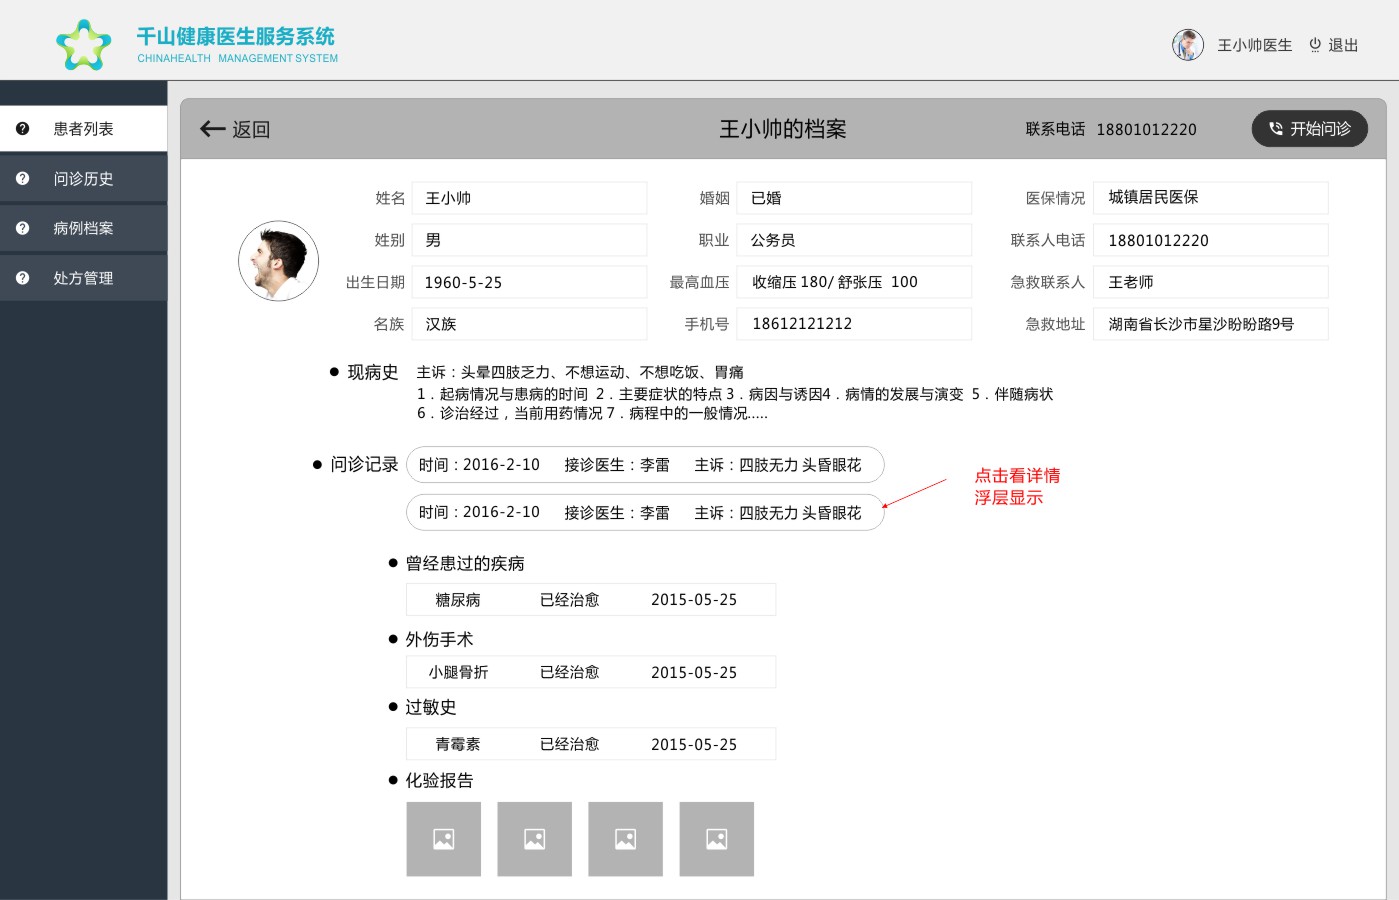 千山健康医生服务系统
CHINAHEALTH MANAGEMENT SYSTEM
王小帅医生 退出
患者列表
问诊历史
病例档案
处方管理
返回 王小帅的档案 联系电话 18801012220 开始问诊
姓名 王小帅 婚姻 已婚 医保情况 城镇居民医保
姓别 男 职业 公务员 联系人电话 18801012220
出生日期 1960-5-25 最高血压 收缩压 180/ 舒张压 100 急救联系人 王老师
名族 汉族 手机号 18612121212 急救地址 湖南省长沙市星沙盼盼路9号
现病史 主诉：头晕四肢乏力、不想运动、不想吃饭、胃痛
1．起病情况与患病的时间 2．主要症状的特点 3．病因与诱因4．病情的发展与演变 5．伴随病状
6．诊治经过，当前用药情况 7．病程中的一般情况.....
问诊记录 时间：2016-2-10 接诊医生：李雷 主诉：四肢无力 头昏眼花
点击看详情
浮层显示
时间：2016-2-10 接诊医生：李雷 主诉：四肢无力 头昏眼花
曾经患过的疾病
糖尿病 已经治愈 2015-05-25
外伤手术
小腿骨折 已经治愈 2015-05-25
过敏史
青霉素 已经治愈 2015-05-25
化验报告